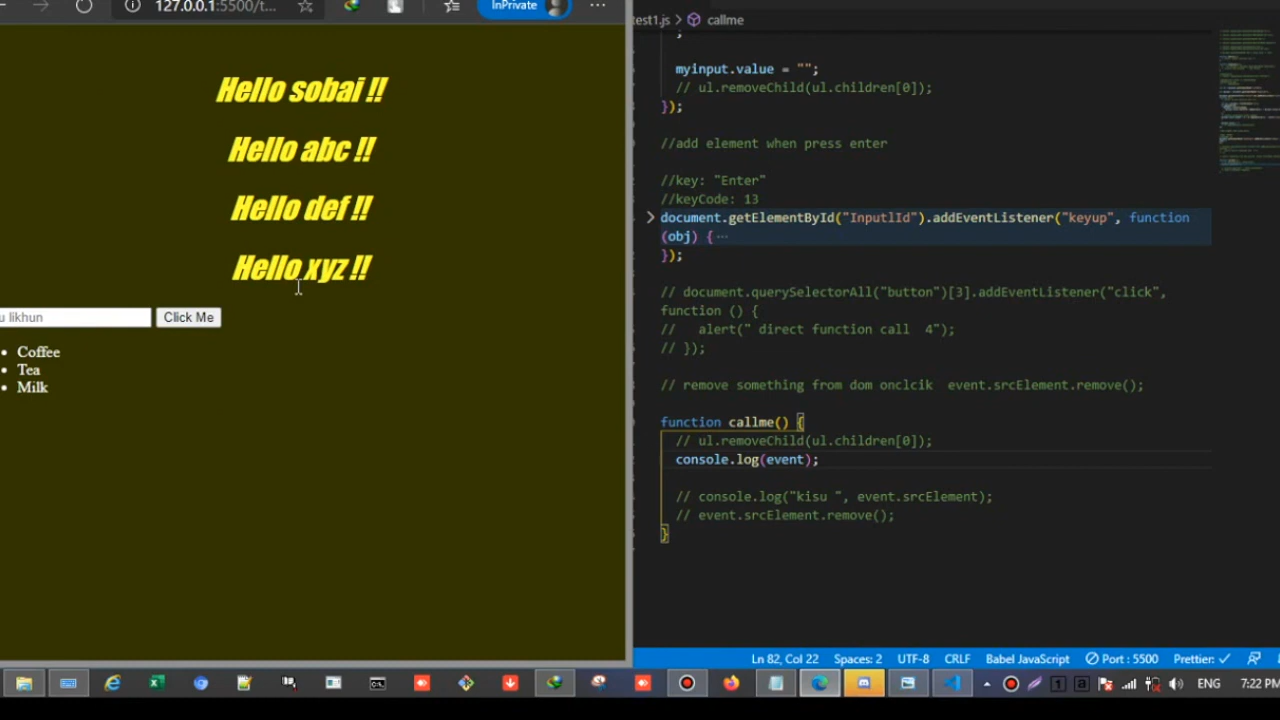 127.0.0.1:5500/t...
InPrivate
Hello sobai !!
Hello abc !!
Hello def !!
Hello xyz !!
u likhun
Click Me
Coffee
Tea
Milk
test1.js > callme
;
myinput.value = "";
// ul.removeChild(ul.children[0]);
});
//add element when press enter
//key: "Enter"
//keyCode: 13
document.getElementById("Input1Id").addEventListener("keyup", function
(obj) { ...
});
// document.querySelectorAll("button")[3].addEventListener("click",
function () {
//   alert(" direct function call  4");
// });
// remove something from dom onclcik  event.srcElement.remove();
function callme() {
// ul.removeChild(ul.children[0]);
console.log(event);
// console.log("kisu ", event.srcElement);
// event.srcElement.remove();
}
Ln 82, Col 22 Spaces: 2 UTF-8 CRLF Babel JavaScript Port : 5500 Prettier: ✓
ENG 7:22 PM